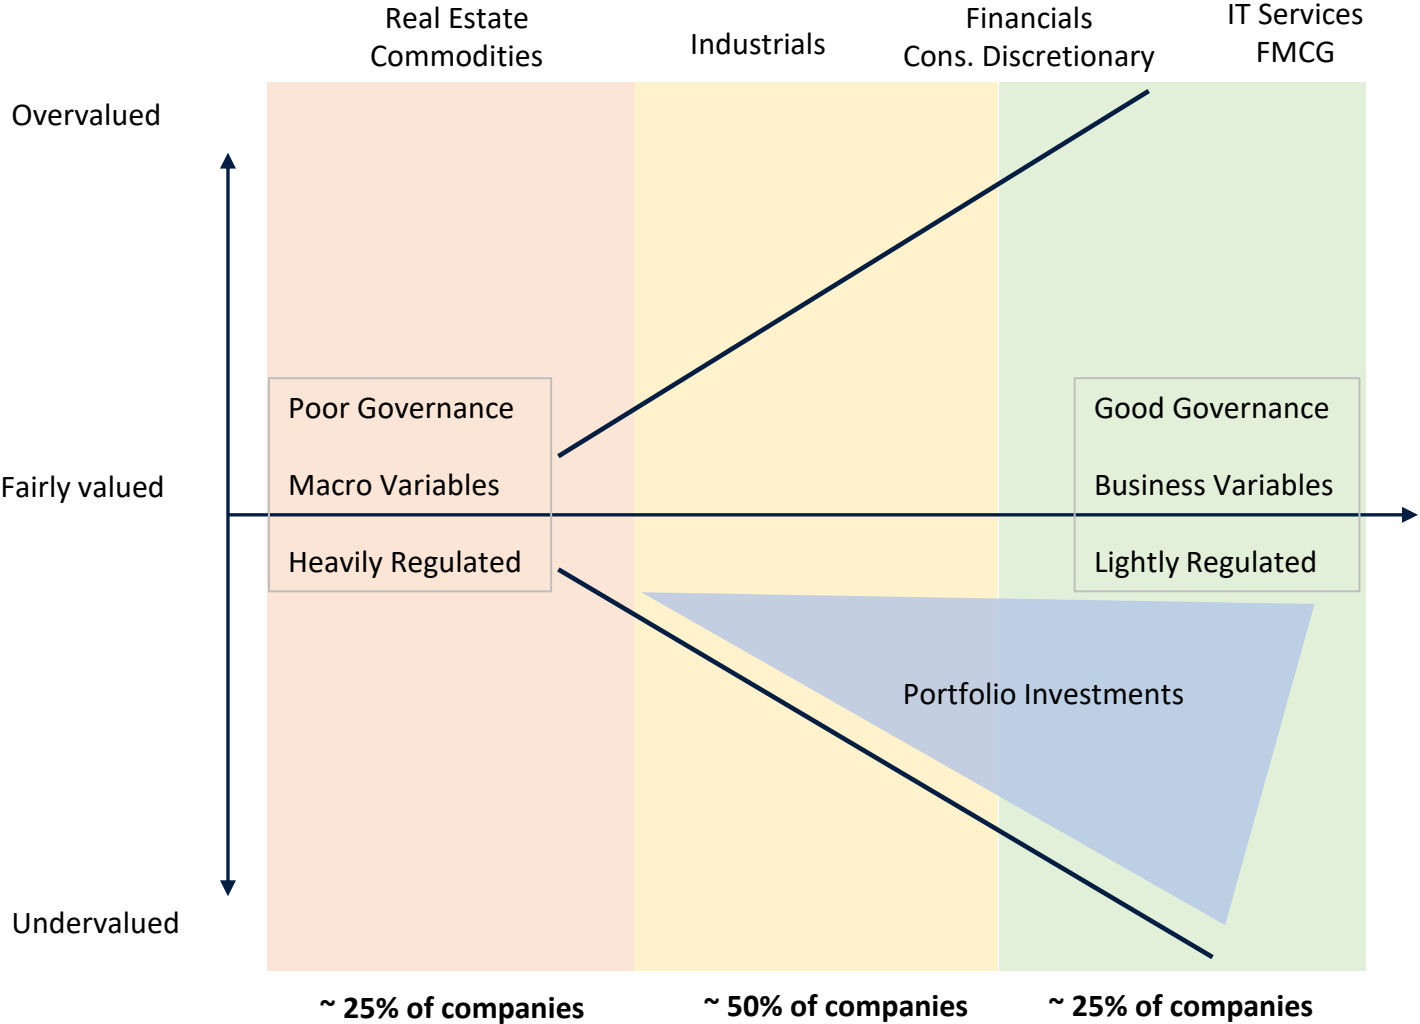 Real Estate
Commodities
Industrials
Financials
Cons. Discretionary
IT Services
FMCG
Overvalued
Poor Governance
Good Governance
Fairly valued
Macro Variables
Business Variables
Heavily Regulated
Lightly Regulated
Portfolio Investments
Undervalued
~ 25% of companies
~ 50% of companies
~ 25% of companies